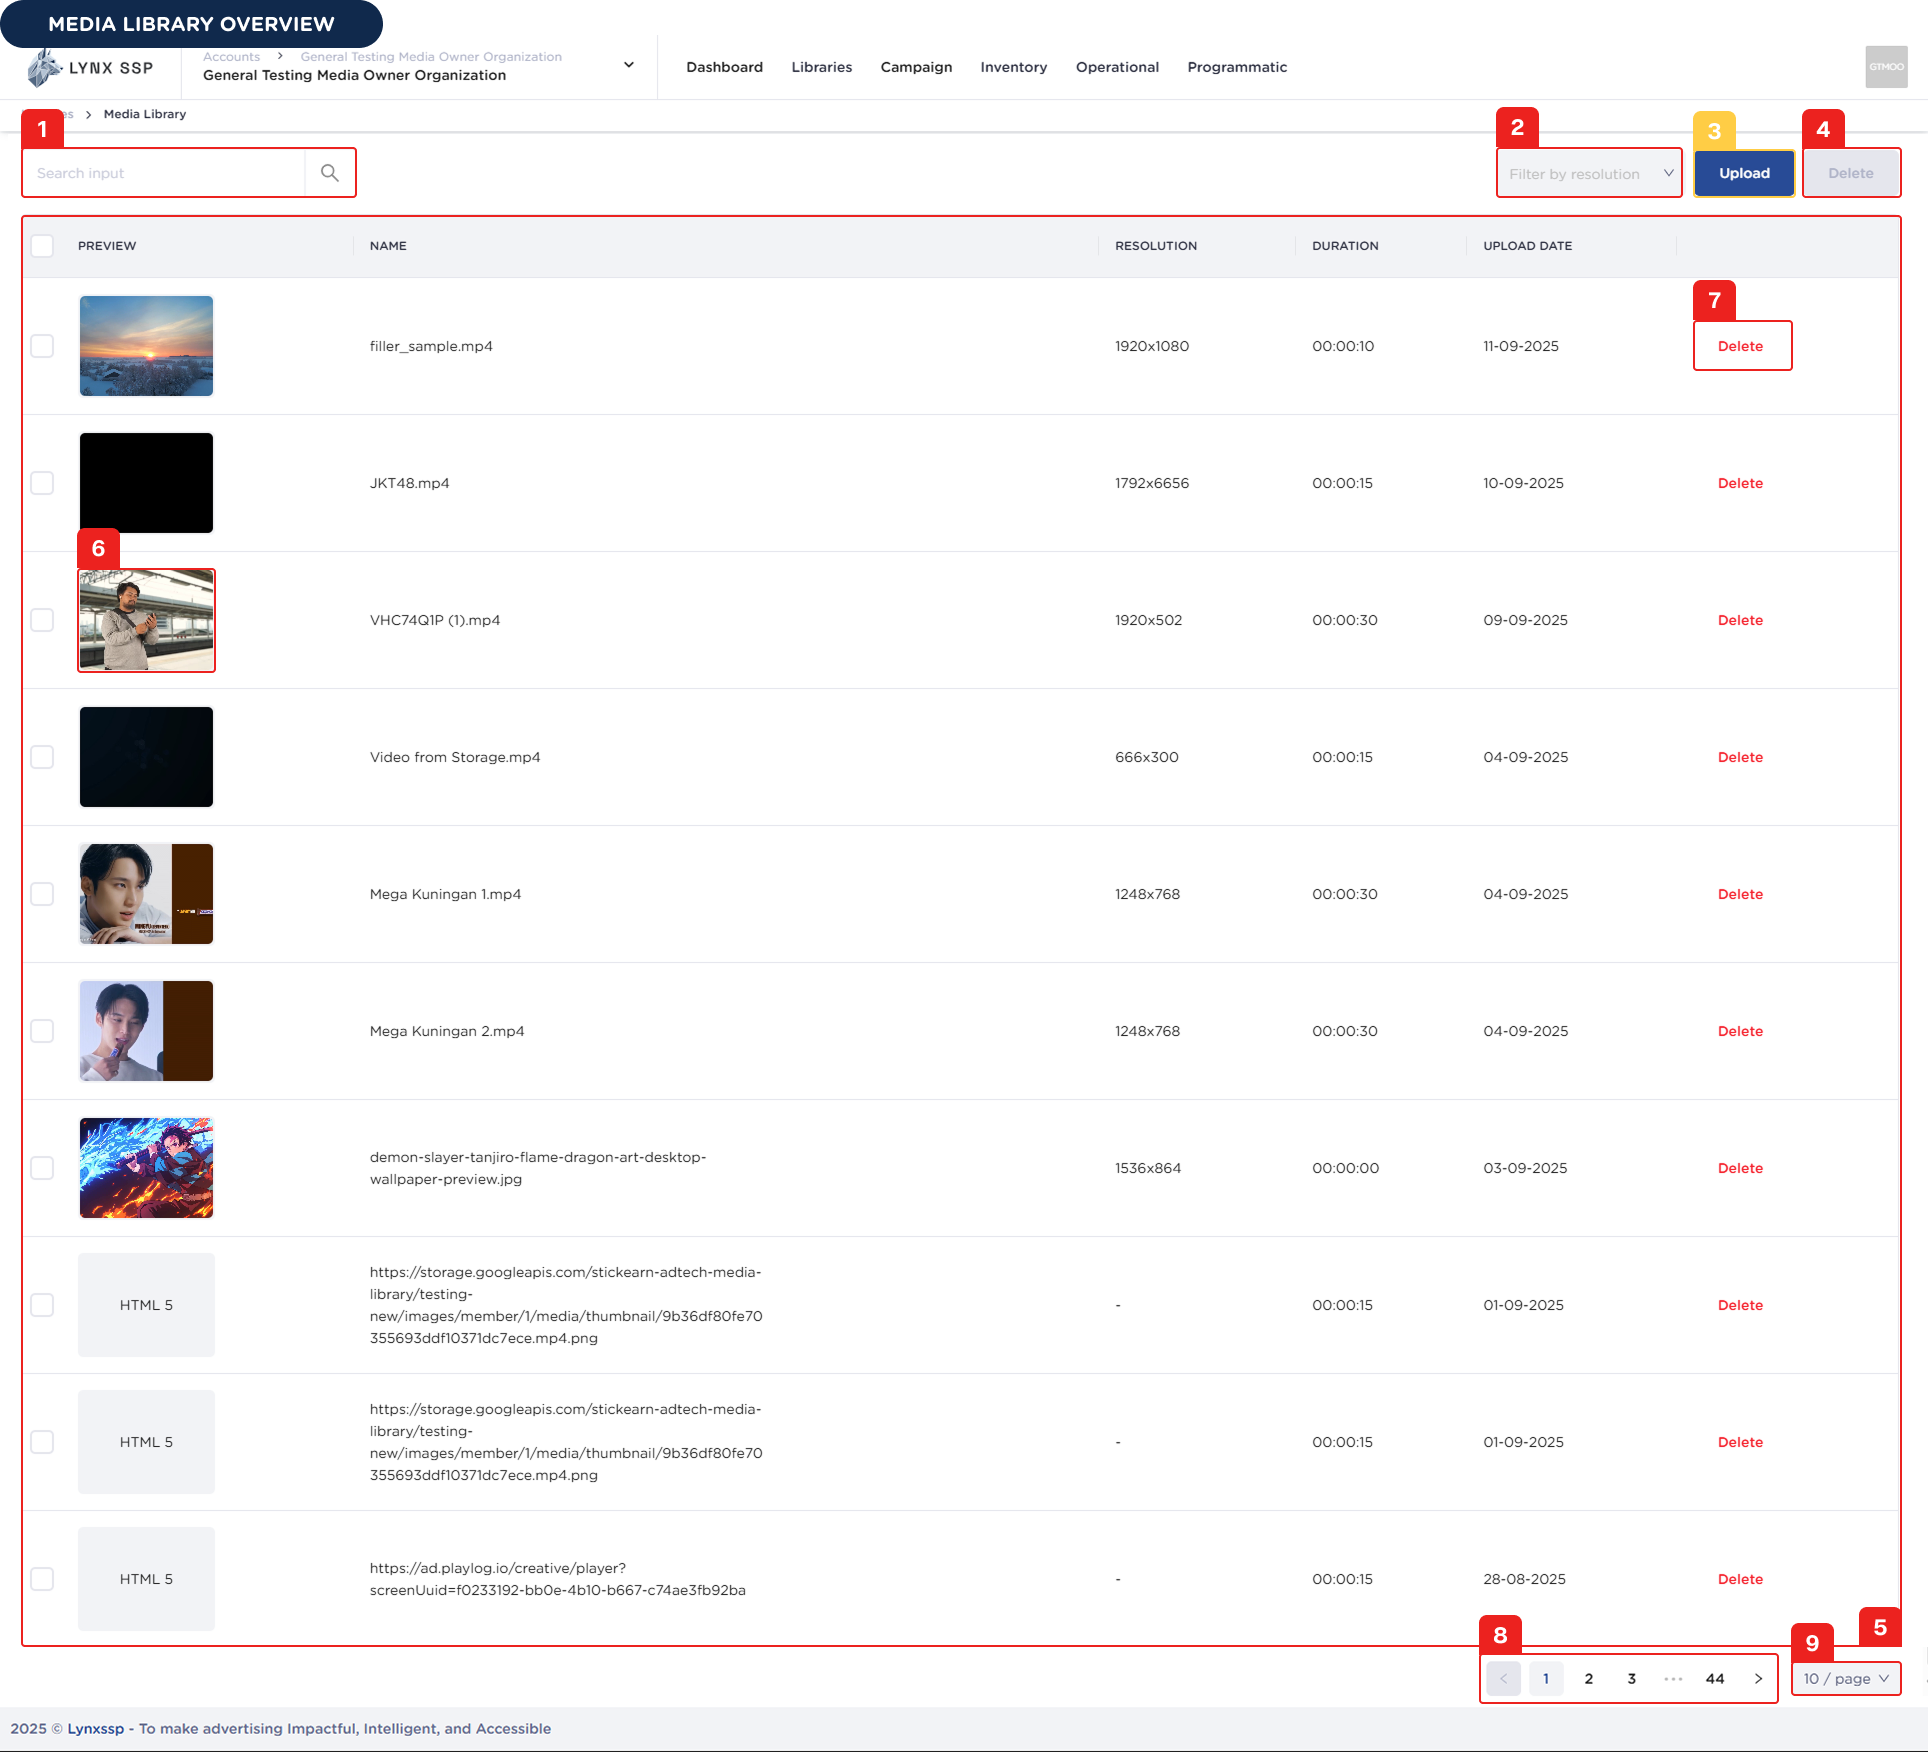 MEDIA LIBRARY OVERVIEW
LYNX SSP
Accounts > General Testing Media Owner Organization
General Testing Media Owner Organization
Dashboard Libraries Campaign Inventory Operational Programmatic
GTMOO
> Media Library
1
2
3
4
Search input
Filter by resolution
Upload
Delete
PREVIEW NAME RESOLUTION DURATION UPLOAD DATE
7
filler_sample.mp4 1920x1080 00:00:10 11-09-2025 Delete
JKT48.mp4 1792x6656 00:00:15 10-09-2025 Delete
6
VHC74Q1P (1).mp4 1920x502 00:00:30 09-09-2025 Delete
Video from Storage.mp4 666x300 00:00:15 04-09-2025 Delete
Mega Kuningan 1.mp4 1248x768 00:00:30 04-09-2025 Delete
Mega Kuningan 2.mp4 1248x768 00:00:30 04-09-2025 Delete
demon-slayer-tanjiro-flame-dragon-art-desktop-
wallpaper-preview.jpg
1536x864 00:00:00 03-09-2025 Delete
HTML 5
https://storage.googleapis.com/stickearn-adtech-media-
library/testing-
new/images/member/1/media/thumbnail/9b36df80fe70
355693ddf10371dc7ece.mp4.png
- 00:00:15 01-09-2025 Delete
HTML 5
https://storage.googleapis.com/stickearn-adtech-media-
library/testing-
new/images/member/1/media/thumbnail/9b36df80fe70
355693ddf10371dc7ece.mp4.png
- 00:00:15 01-09-2025 Delete
HTML 5
https://ad.playlog.io/creative/player?
screenUuid=f0233192-bb0e-4b10-b667-c74ae3fb92ba
- 00:00:15 28-08-2025 Delete
8
9
5
< 1 2 3 ••• 44 >
10 / page
2025 © Lynxssp - To make advertising Impactful, Intelligent, and Accessible